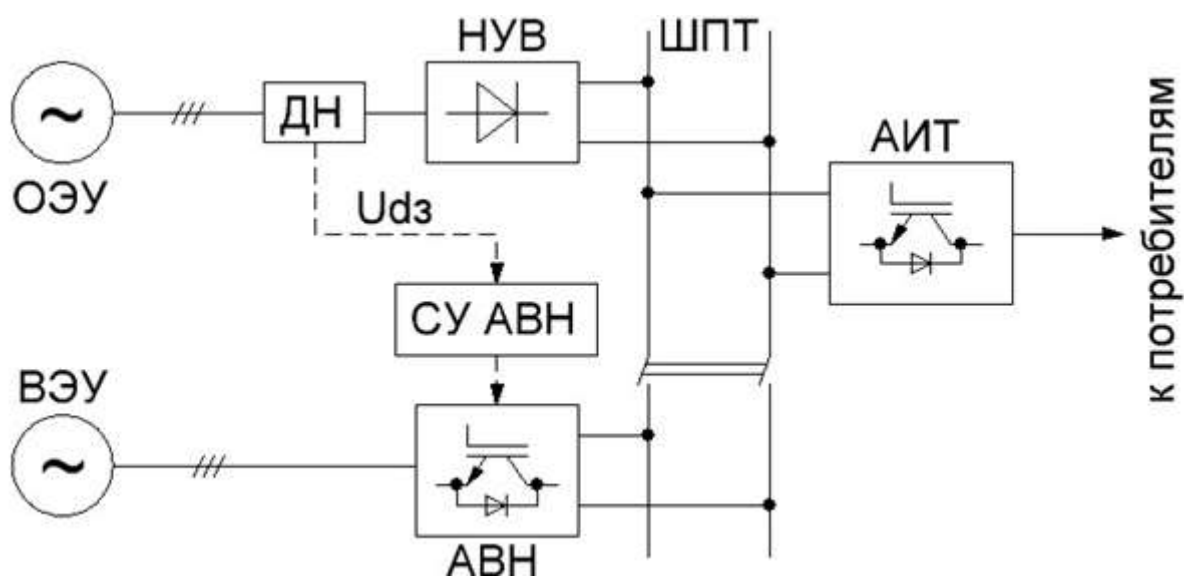 НУВ
ШПТ
~
ДН
ОЭУ
АИТ
Udз
к потребителям
СУ АВН
ВЭУ
~
АВН